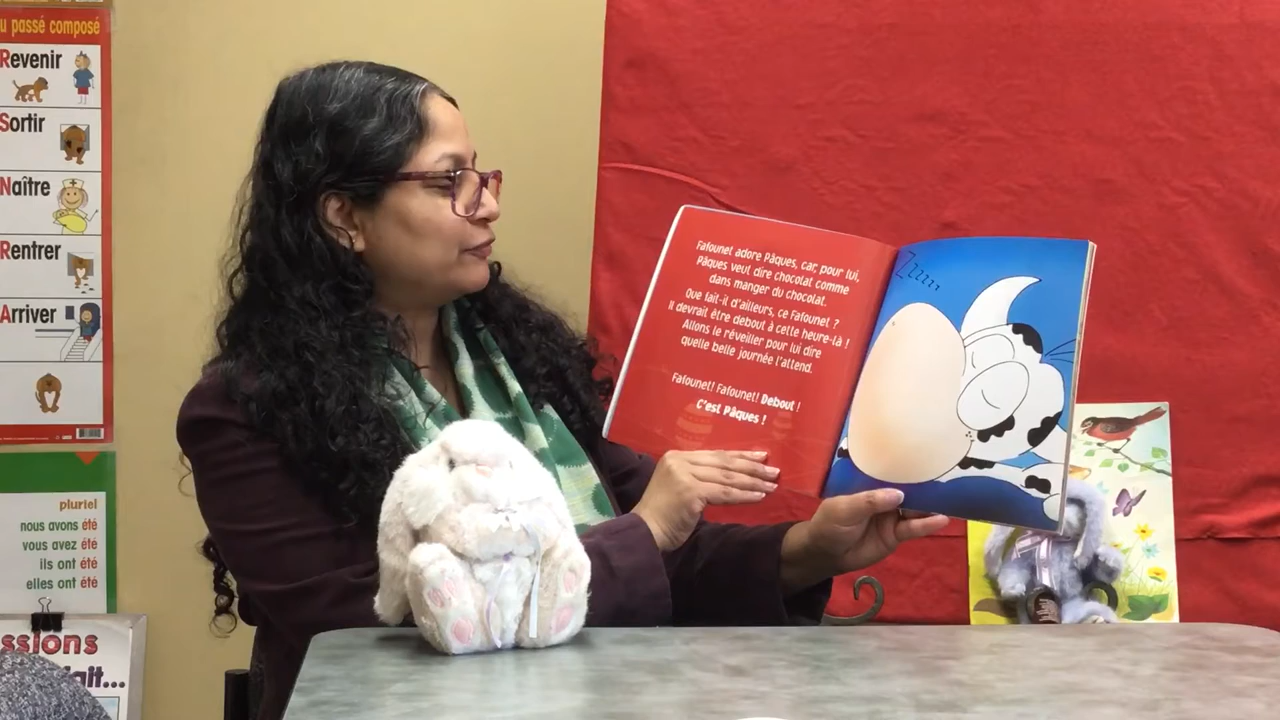 u passé composé
Revenir
Sortir
Naître
Rentrer
Arriver
pluriel
nous avons été
vous avez été
ils ont été
elles ont été
ssions
ait...
Fafounet adore Pâques, car, pour lui,
Pâques veut dire chocolat comme
dans manger du chocolat.
Que fait-il d'ailleurs, ce Fafounet ?
Il devrait être debout à cette heure-là !
Allons le réveiller pour lui dire
quelle belle journée l'attend.
Fafounet! Fafounet! Debout !
C'est Pâques !
Zzzzz